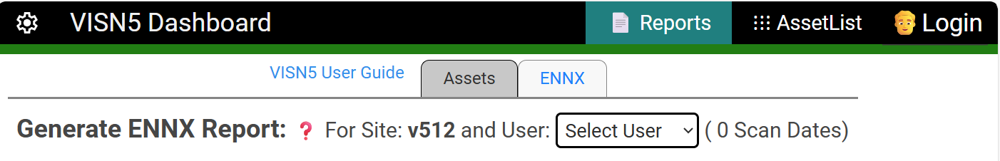 VISN5 Dashboard Reports AssetList Login
VISN5 User Guide Assets ENNX
Generate ENNX Report: ❓ For Site: v512 and User: Select User ( 0 Scan Dates)